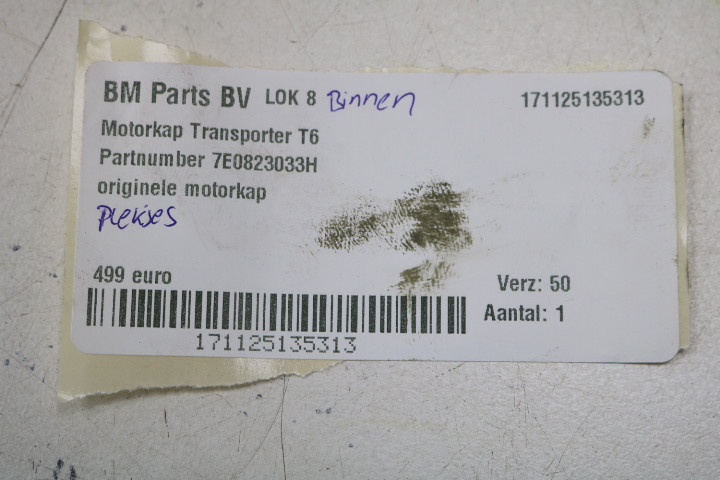 BM Parts BV LOK 8 Binnen 171125135313
Motorkap Transporter T6
Partnumber 7E0823033H
originele motorkap
Plekjes
499 euro Verz: 50
Aantal: 1
171125135313